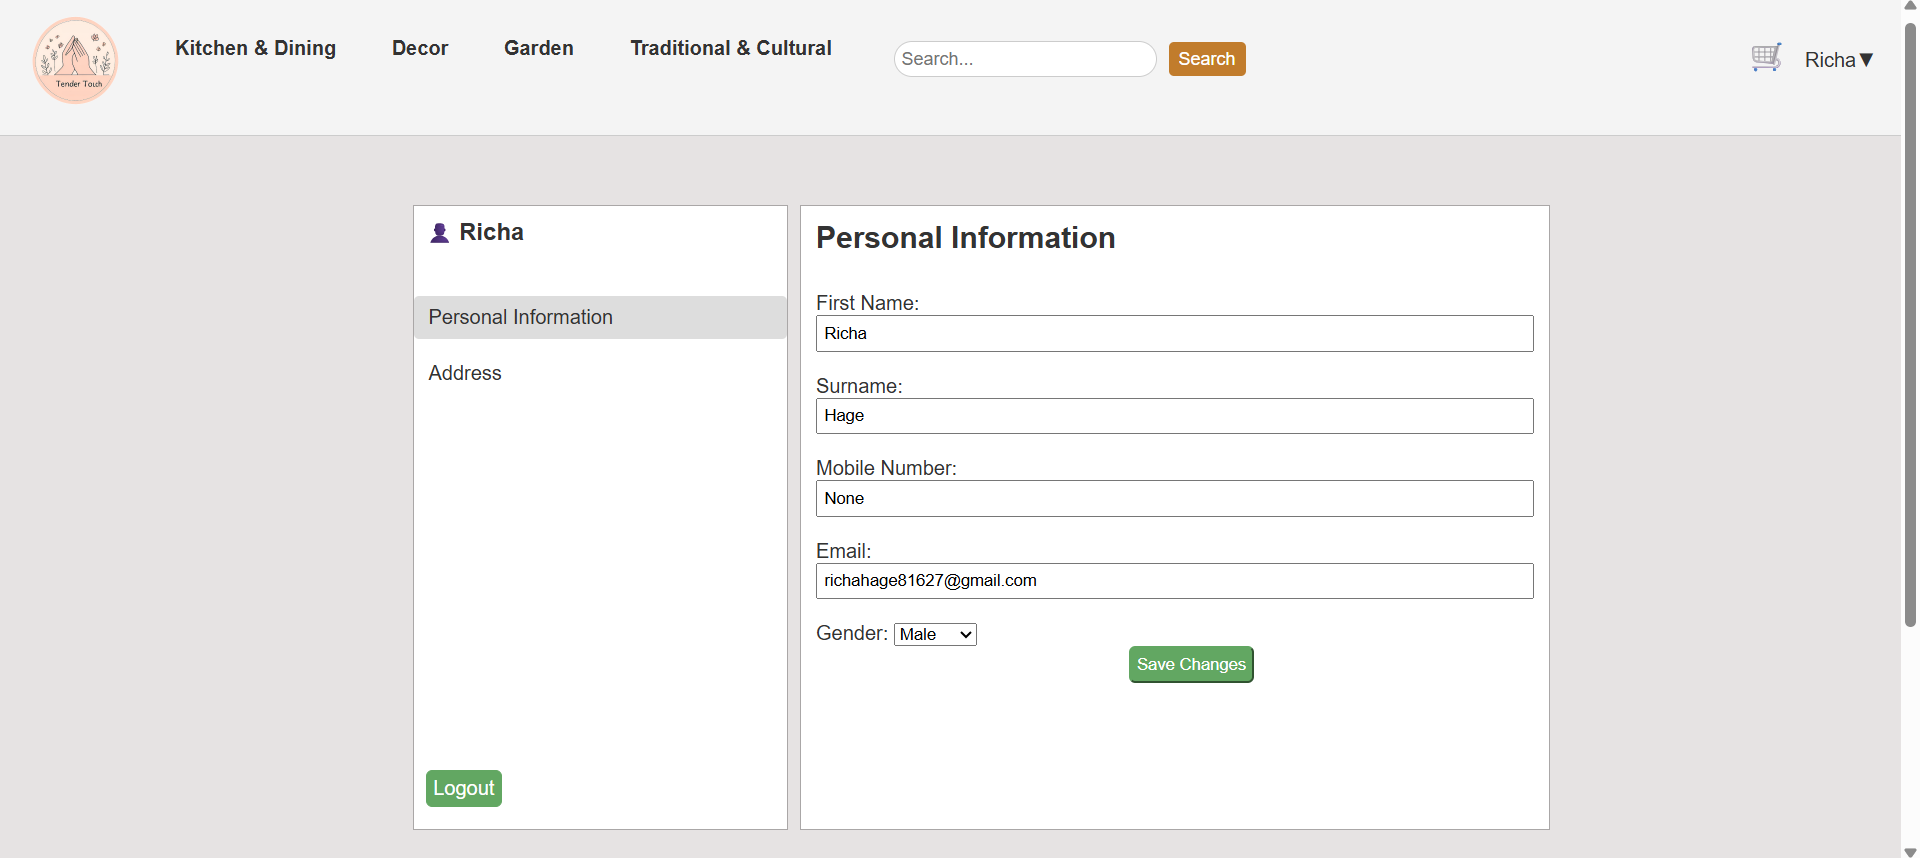 Tender Touch
Kitchen & Dining
Decor
Garden
Traditional & Cultural
Search...
Search
Richa▼
Richa
Personal Information
Address
Logout
Personal Information
First Name:
Richa
Surname:
Hage
Mobile Number:
None
Email:
richahage81627@gmail.com
Gender: Male
Save Changes